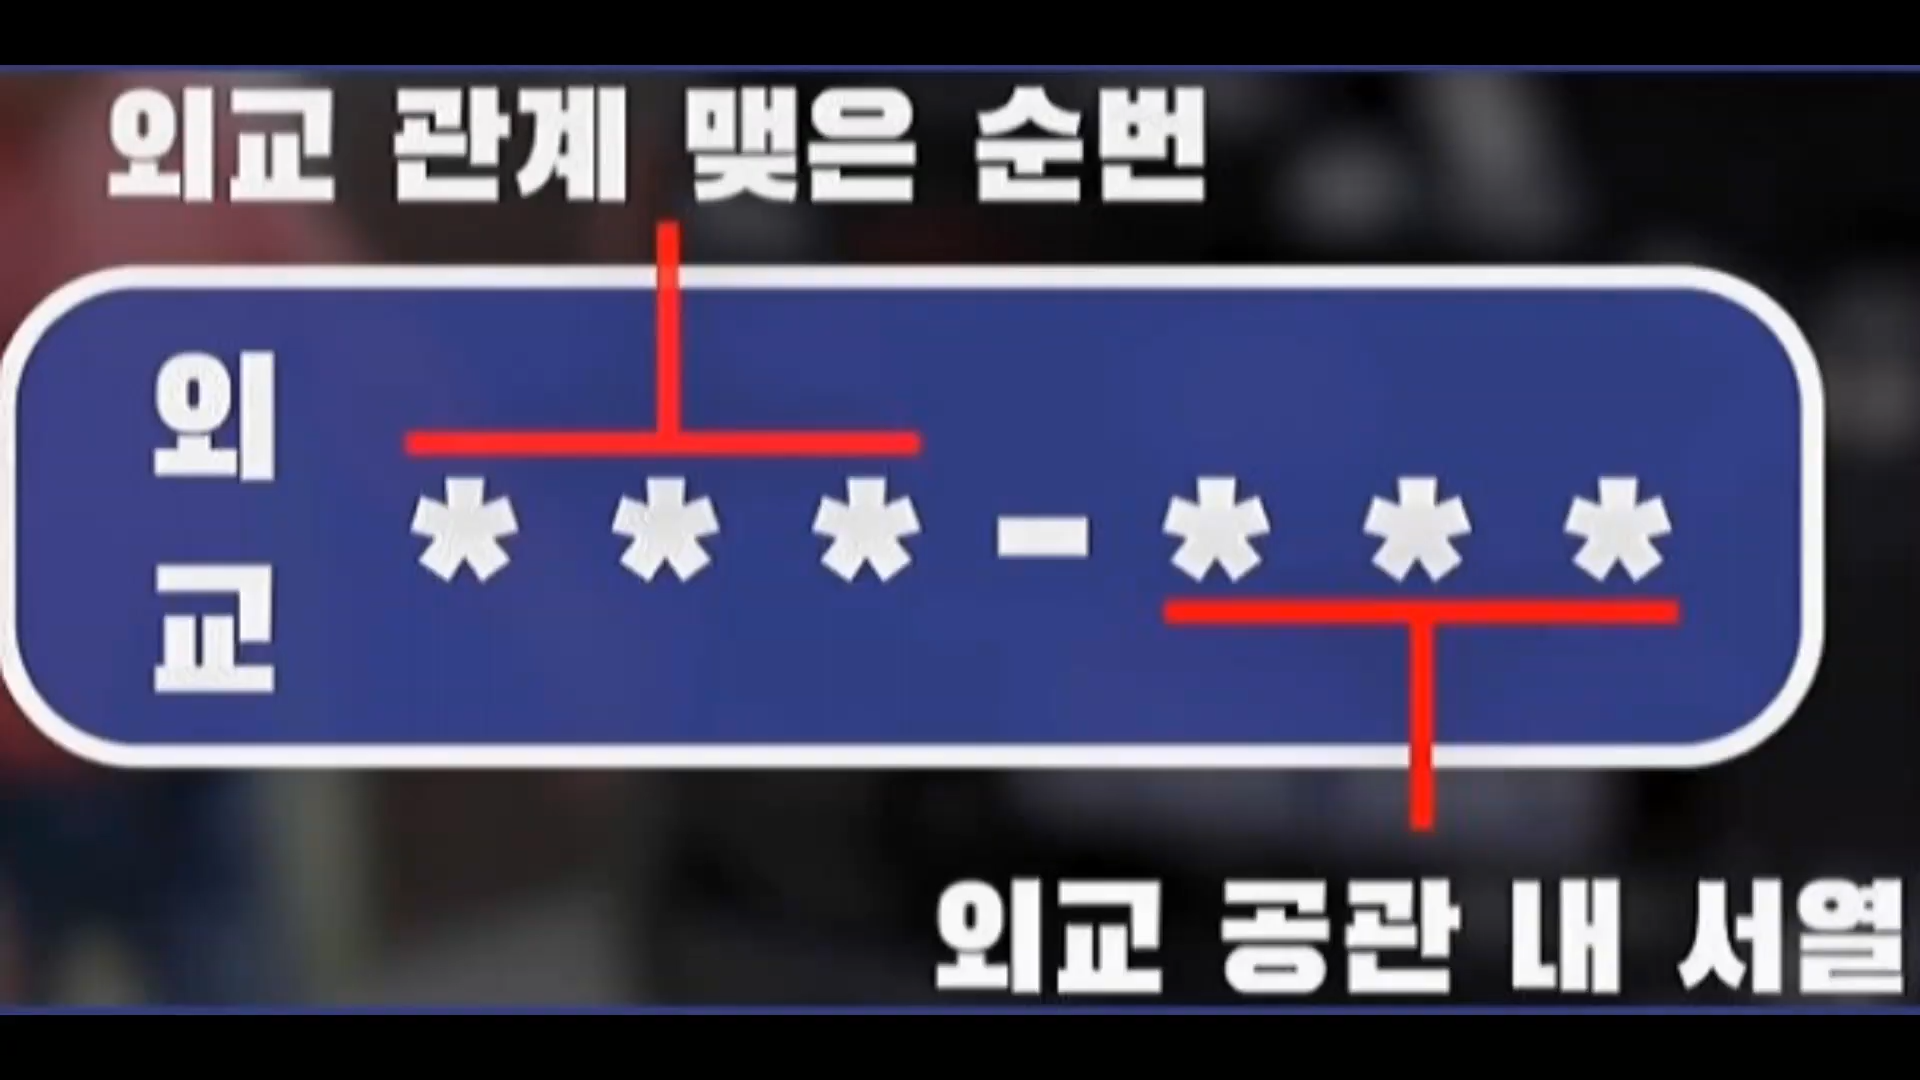 외교 관계 맺은 순번
외
교
***-***
외교 공관 내 서열